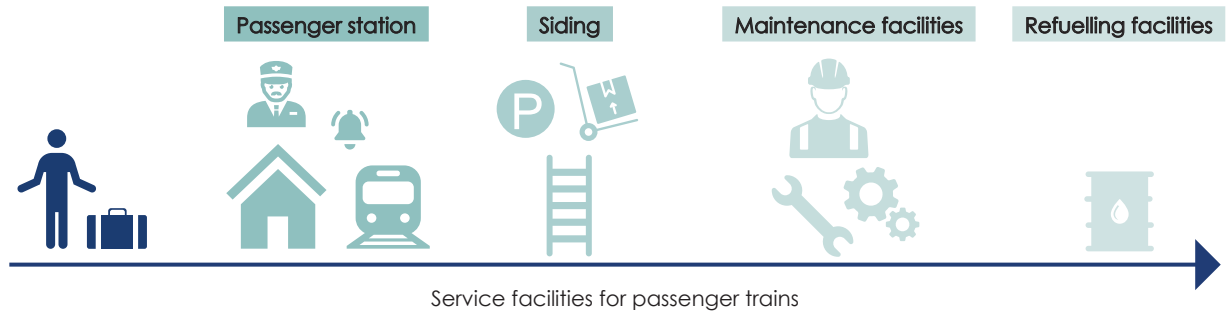 Passenger station
Siding
Maintenance facilities
Refuelling facilities
P
Service facilities for passenger trains